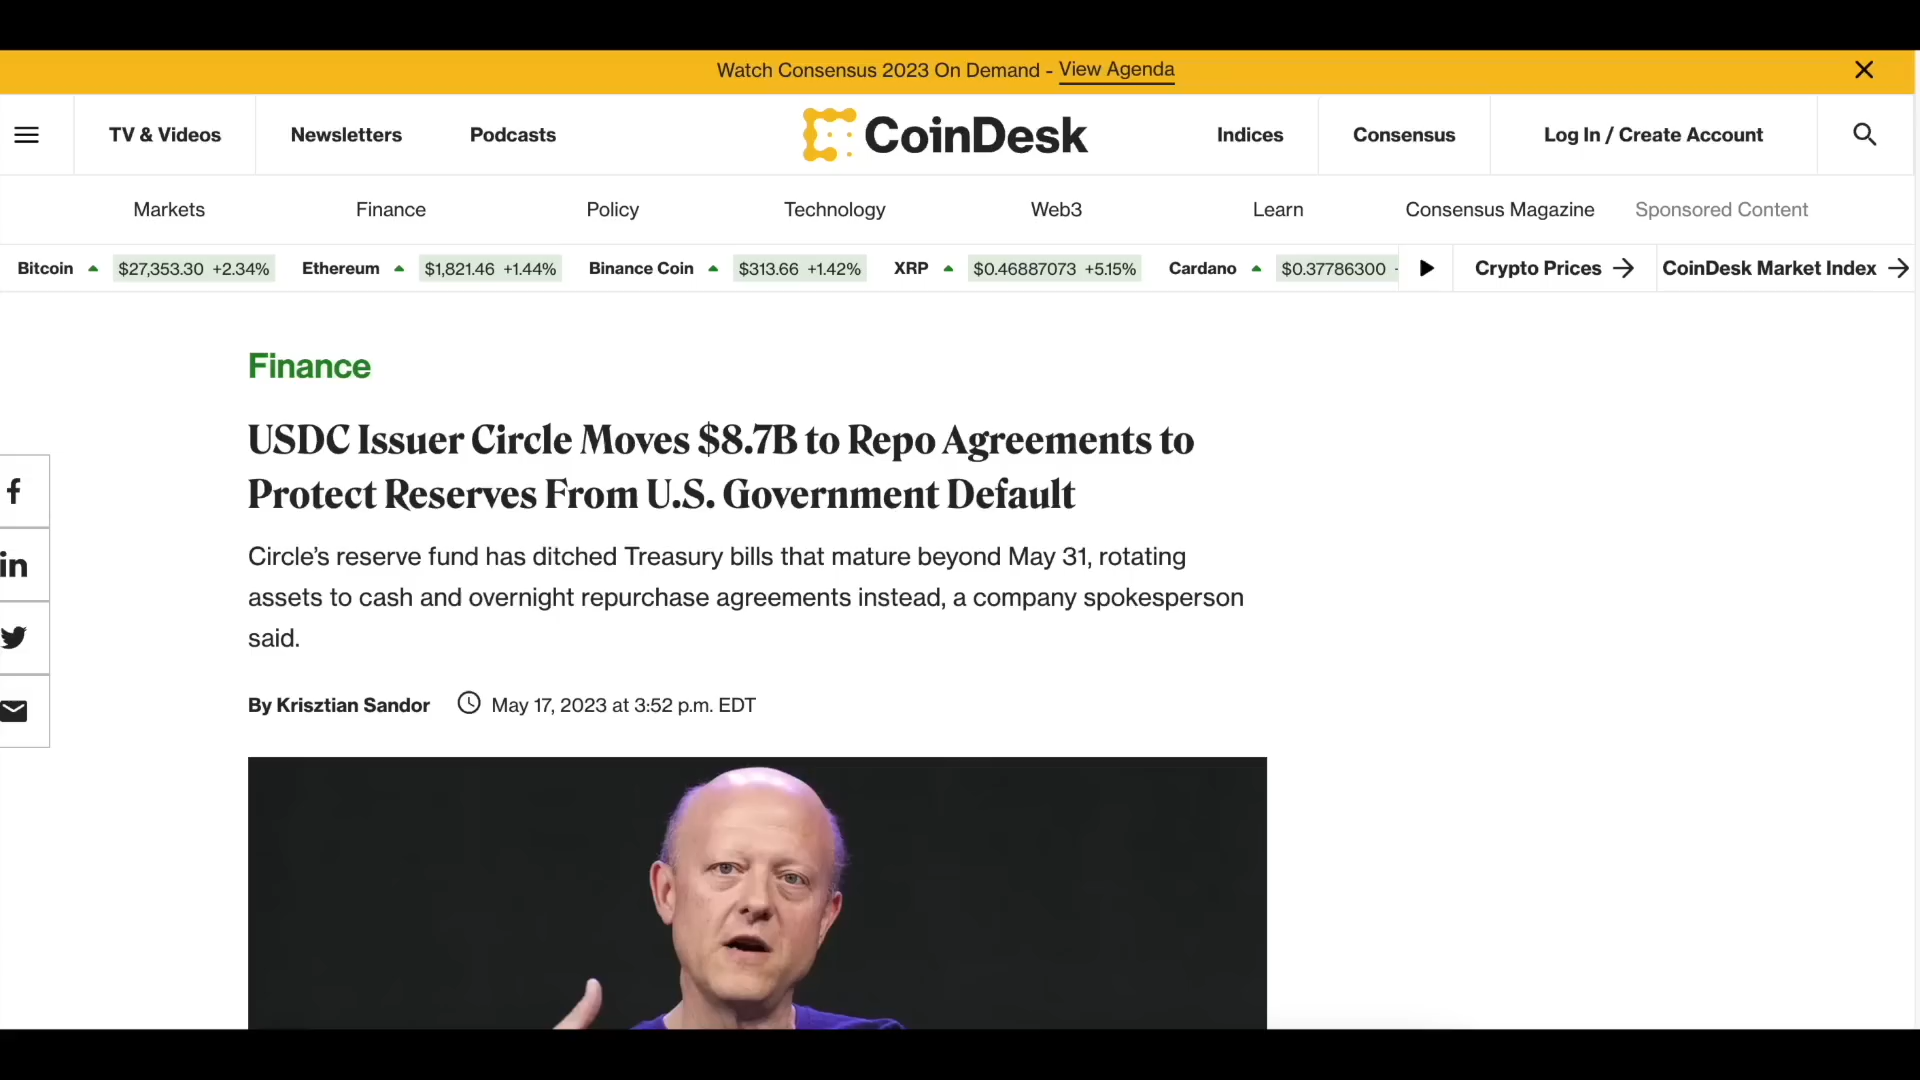 Watch Consensus 2023 On Demand - View Agenda
TV & Videos Newsletters Podcasts CoinDesk Indices Consensus Log In / Create Account
Markets Finance Policy Technology Web3 Learn Consensus Magazine Sponsored Content
Bitcoin $27,353.30 +2.34% Ethereum $1,821.46 +1.44% Binance Coin $313.66 +1.42% XRP $0.46887073 +5.15% Cardano $0.37786300 Crypto Prices CoinDesk Market Index
Finance
USDC Issuer Circle Moves $8.7B to Repo Agreements to
Protect Reserves From U.S. Government Default
Circle’s reserve fund has ditched Treasury bills that mature beyond May 31, rotating
assets to cash and overnight repurchase agreements instead, a company spokesperson
said.
By Krisztian Sandor May 17, 2023 at 3:52 p.m. EDT